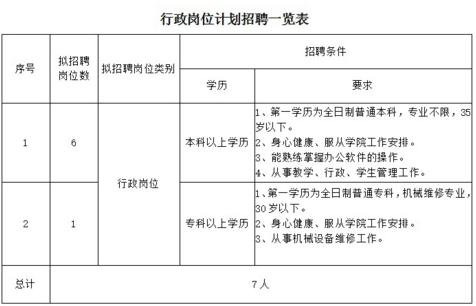 行政岗位计划招聘一览表
序号
拟招聘
岗位数
拟招聘岗位类别
招聘条件
学历
要求
1
6
行政岗位
本科以上学历
1、第一学历为全日制普通本科，专业不限，35
岁以下。
2、身心健康、服从学院工作安排。
3、能熟练掌握办公软件的操作。
4、从事教学、行政、学生管理工作。
2
1
专科以上学历
1、第一学历为全日制普通专科，机械维修专业，
30岁以下。
2、身心健康、服从学院工作安排。
3、从事机械设备维修工作。
总计
7人